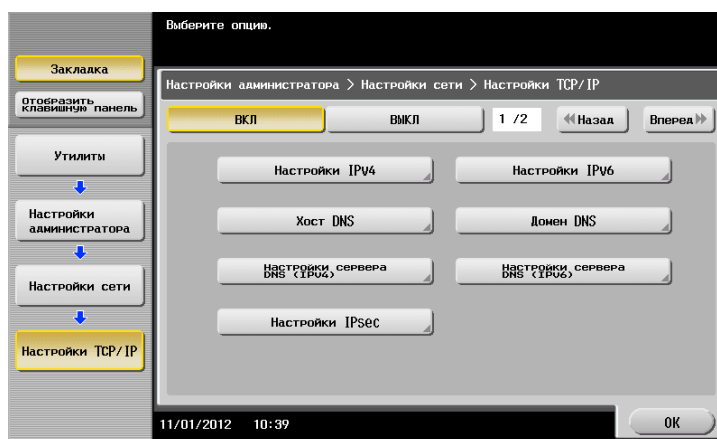 Выберите опцию.
Закладка
Отобразить
клавишную панель
Утилиты
Настройки
администратора
Настройки сети
Настройки TCP/IP
Настройки администратора > Настройки сети > Настройки TCP/IP
ВКЛ ВЫКЛ 1 /2 Назад Вперед
Настройки IPv4 Настройки IPv6
Хост DNS Домен DNS
Настройки сервера
DNS (IPv4)
Настройки сервера
DNS (IPv6)
Настройки IPsec
11/01/2012 10:39
OK